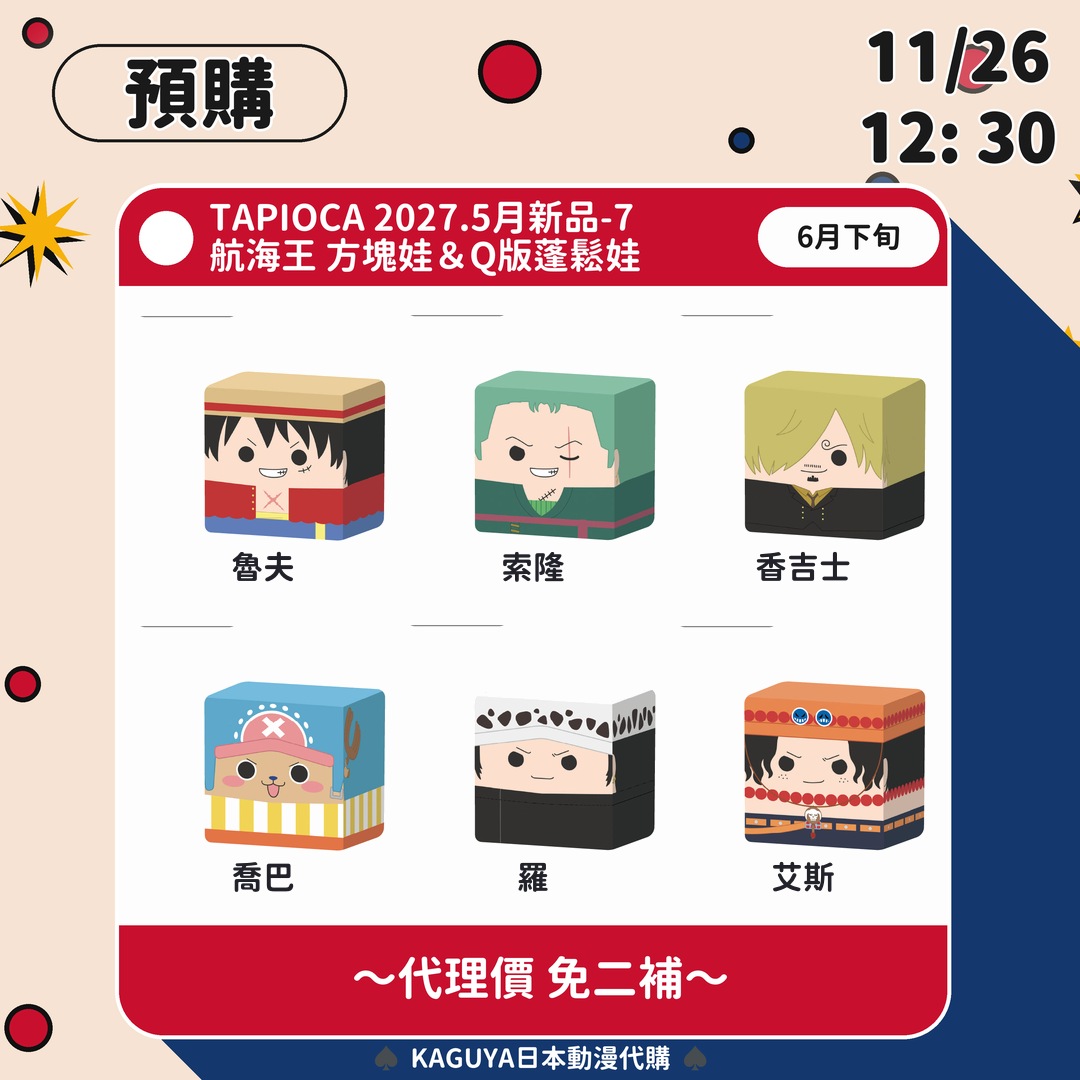 預購
11/26
12: 30
TAPIOCA 2027.5月新品-7
航海王 方塊娃＆Q版蓬鬆娃
6月下旬
魯夫
索隆
香吉士
喬巴
羅
艾斯
～代理價 免二補～
♠ KAGUYA日本動漫代購 ♠